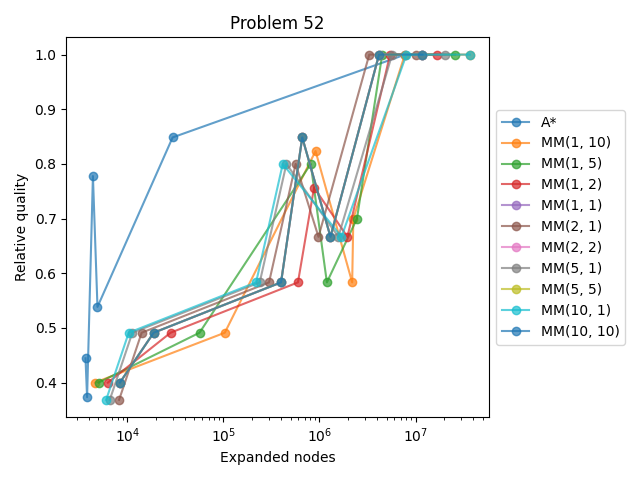 Problem 52
1.0
0.9
0.8
0.7
0.6
0.5
0.4
Relative quality
10⁴
10⁵
10⁶
10⁷
Expanded nodes
A*
MM(1, 10)
MM(1, 5)
MM(1, 2)
MM(1, 1)
MM(2, 1)
MM(2, 2)
MM(5, 1)
MM(5, 5)
MM(10, 1)
MM(10, 10)